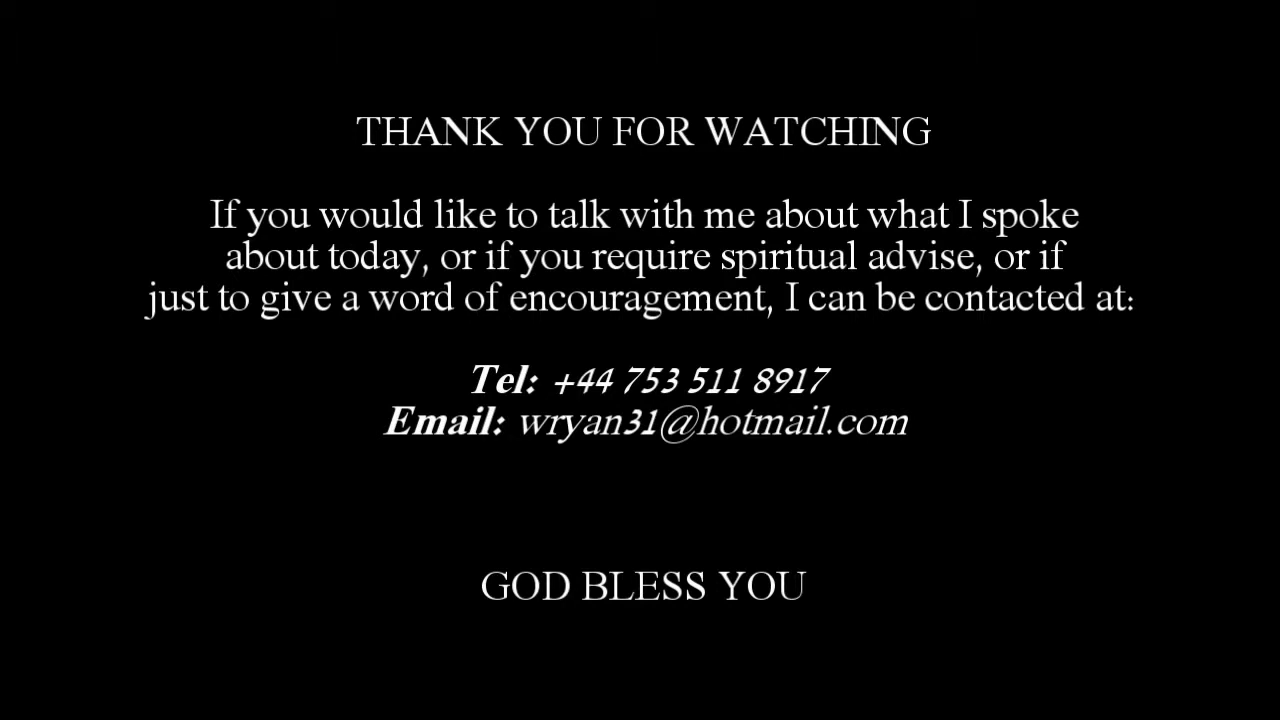 THANK YOU FOR WATCHING
If you would like to talk with me about what I spoke
about today, or if you require spiritual advise, or if
just to give a word of encouragement, I can be contacted at:
Tel: +44 753 511 8917
Email: wryan31@hotmail.com
GOD BLESS YOU